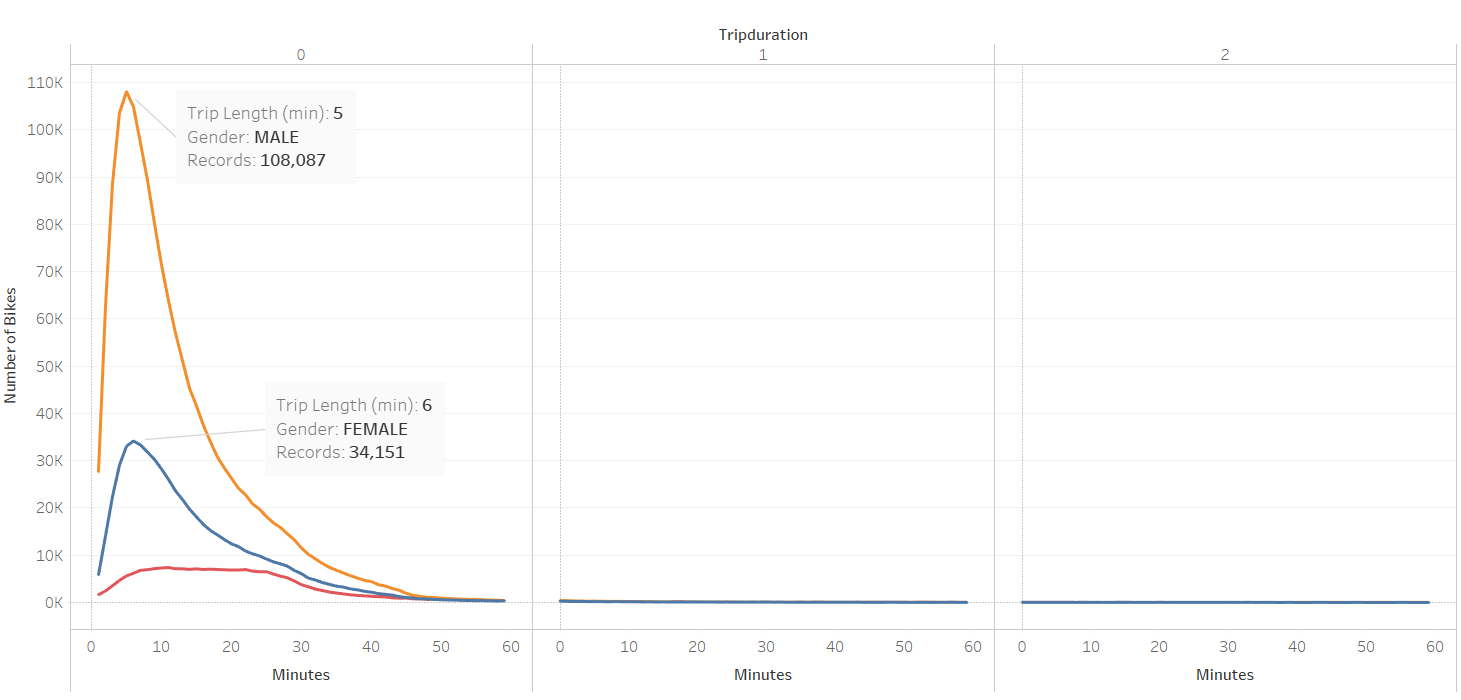 Tripduration
0 1 2
110K
100K
90K
80K
70K
60K
50K
40K
30K
20K
10K
0K
Number of Bikes
Trip Length (min): 5
Gender: MALE
Records: 108,087
Trip Length (min): 6
Gender: FEMALE
Records: 34,151
0 10 20 30 40 50 60 0 10 20 30 40 50 60 0 10 20 30 40 50 60
Minutes Minutes Minutes